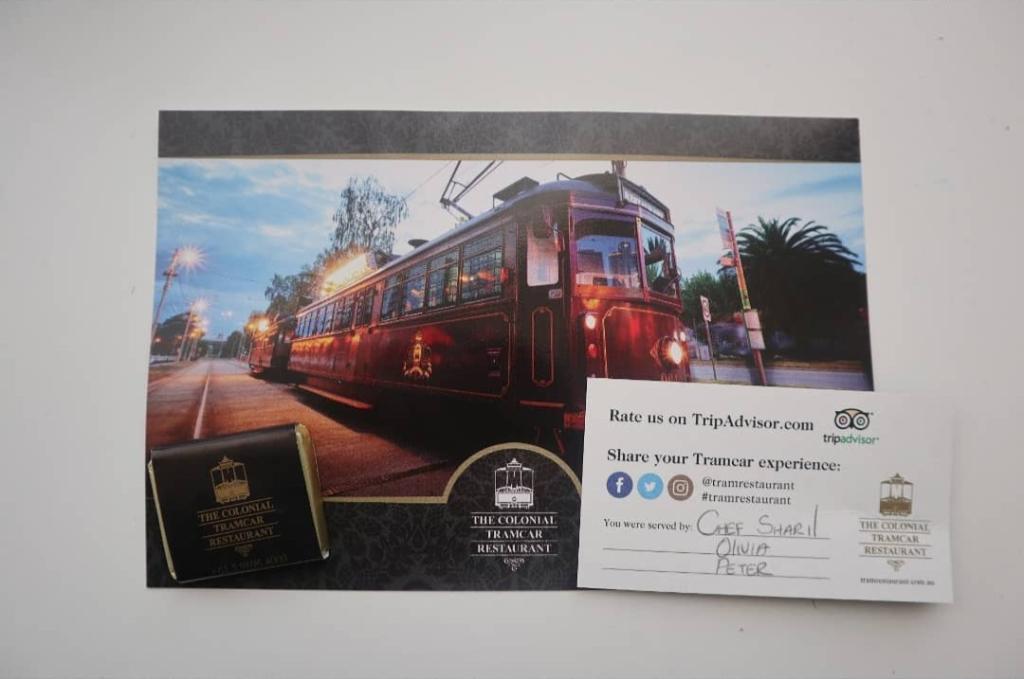 THE COLONIAL
TRAMCAR
RESTAURANT
THE COLONIAL
TRAMCAR
RESTAURANT
Rate us on TripAdvisor.com
tripadvisor
Share your Tramcar experience:
@tramrestaurant
#tramrestaurant
You were served by: CHEF SHARIL
OLIVIA
PETER
THE COLONIAL
TRAMCAR
RESTAURANT
tramrestaurant.com.au